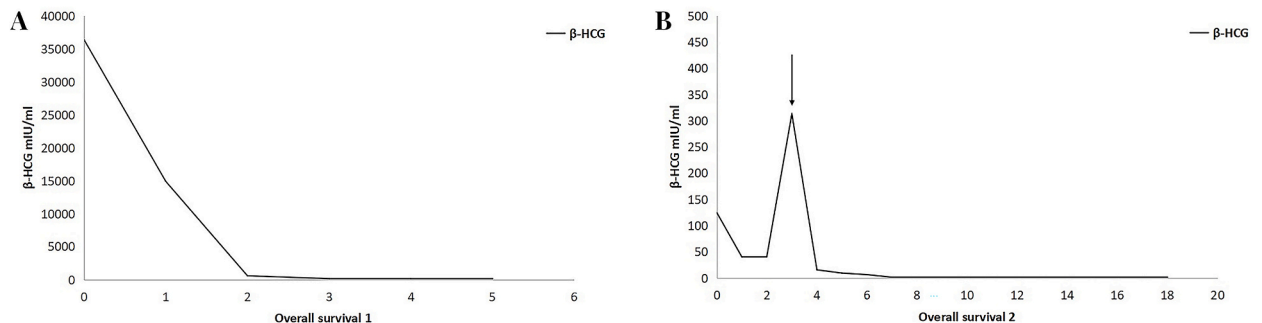 A
B
β-HCG mIU/ml
40000
35000
30000
25000
20000
15000
10000
5000
0
0 1 2 3 4 5 6
Overall survival 1
β-HCG
β-HCG mIU/ml
500
450
400
350
300
250
200
150
100
50
0
0 2 4 6 8 ... 10 12 14 16 18 20
Overall survival 2
β-HCG